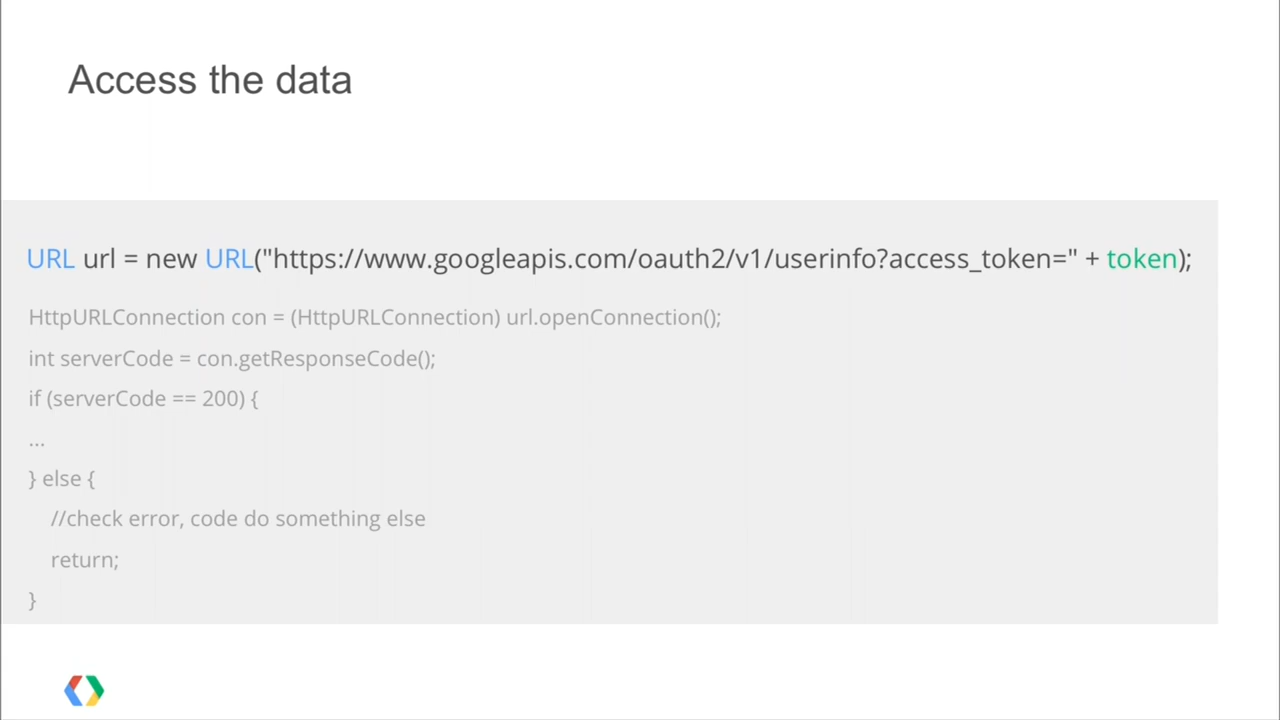 Access the data
URL url = new URL("https://www.googleapis.com/oauth2/v1/userinfo?access_token=" + token);
HttpURLConnection con = (HttpURLConnection) url.openConnection();
int serverCode = con.getResponseCode();
if (serverCode == 200) {
...
} else {
//check error, code do something else
return;
}